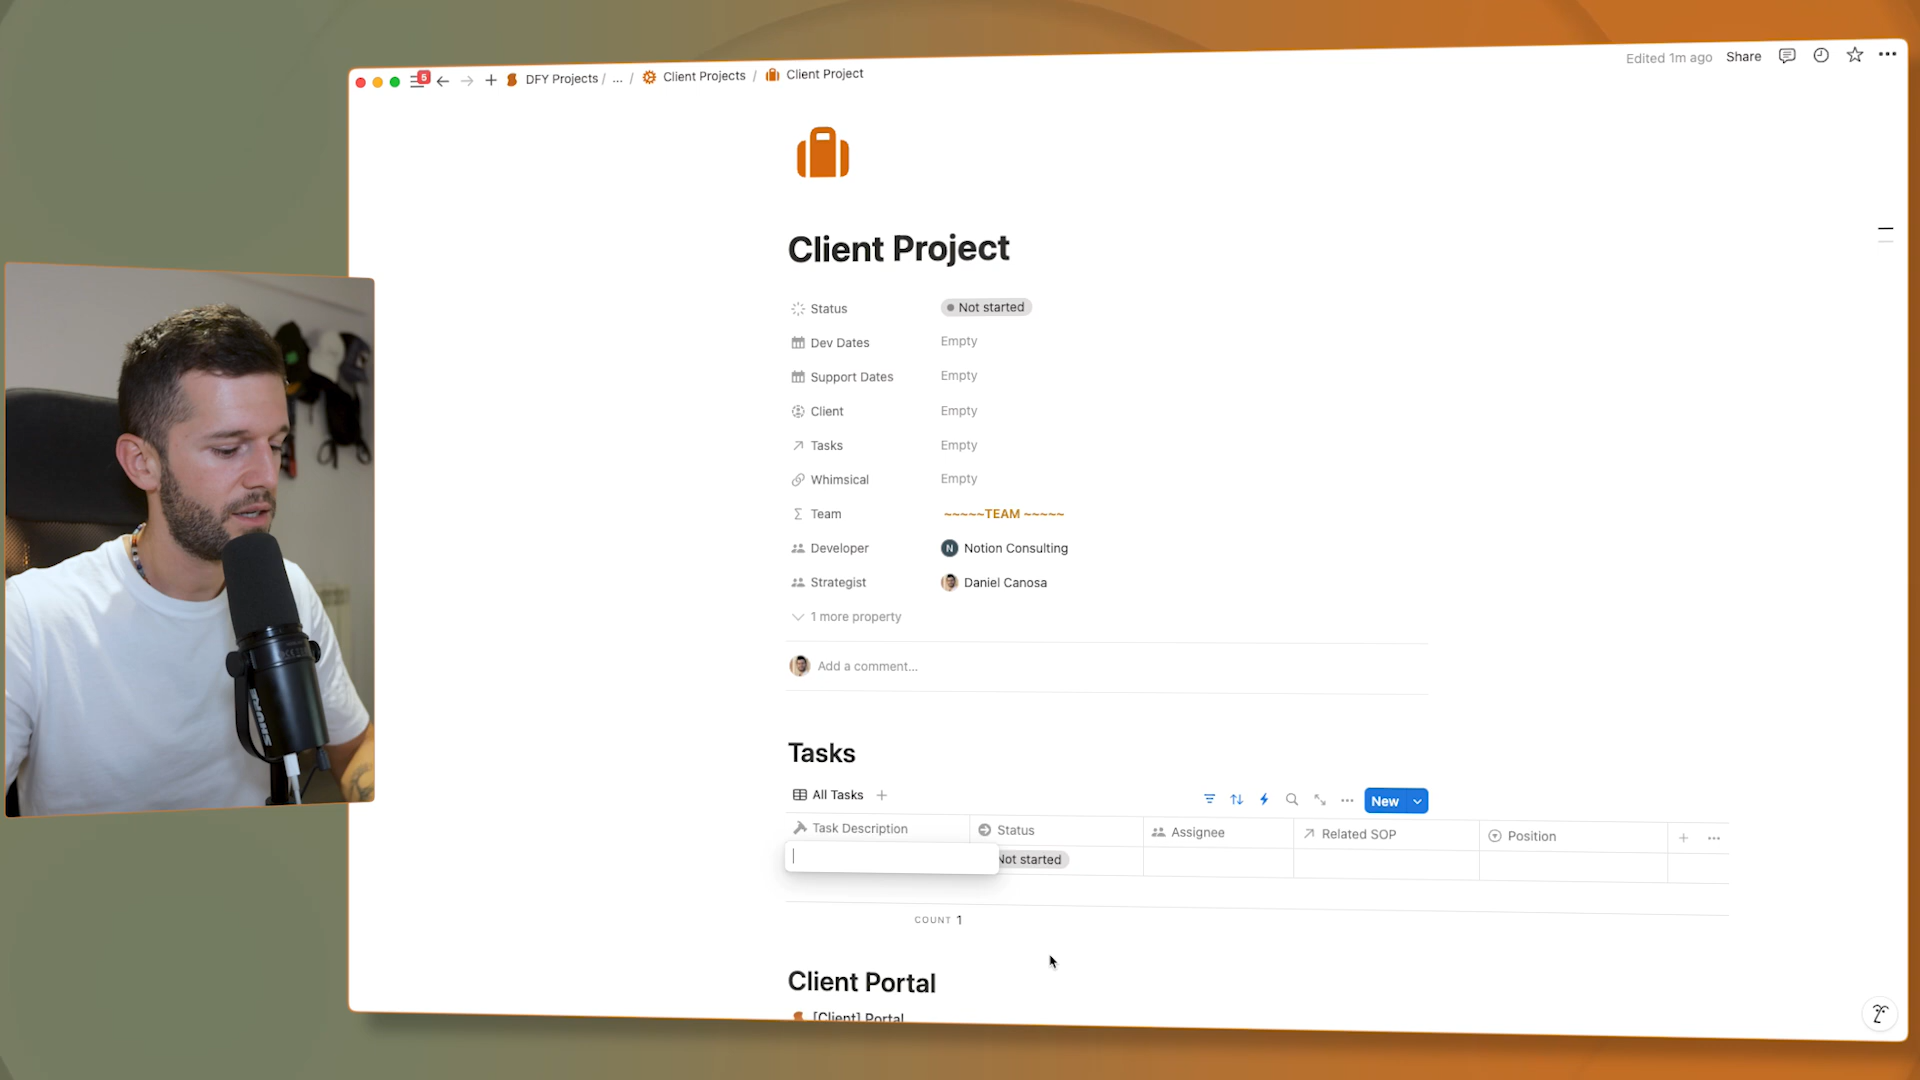 5
DFY Projects / ... / Client Projects / Client Project
Edited 1m ago
Share
Client Project
Status
Not started
Dev Dates
Empty
Support Dates
Empty
Client
Empty
Tasks
Empty
Whimsical
Empty
Team
~~~~~TEAM ~~~~~
Developer
N Notion Consulting
Strategist
Daniel Canosa
1 more property
Add a comment...
Tasks
All Tasks
New
Task Description
Status
Assignee
Related SOP
Position
Not started
COUNT 1
Client Portal
[Client] Portal
SHURE